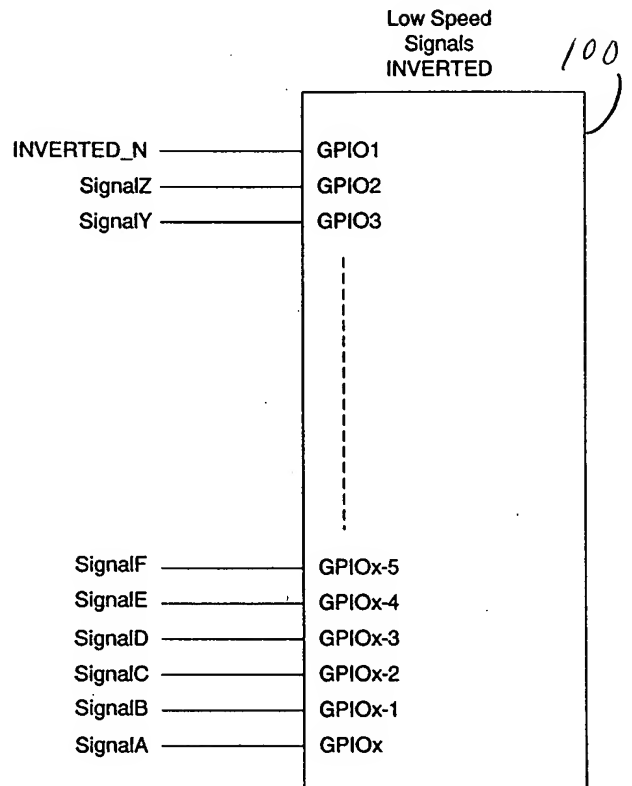 Low Speed
Signals
INVERTED
100
INVERTED_N GPIO1
SignalZ GPIO2
SignalY GPIO3
SignalF GPIOx-5
SignalE GPIOx-4
SignalD GPIOx-3
SignalC GPIOx-2
SignalB GPIOx-1
SignalA GPIOx